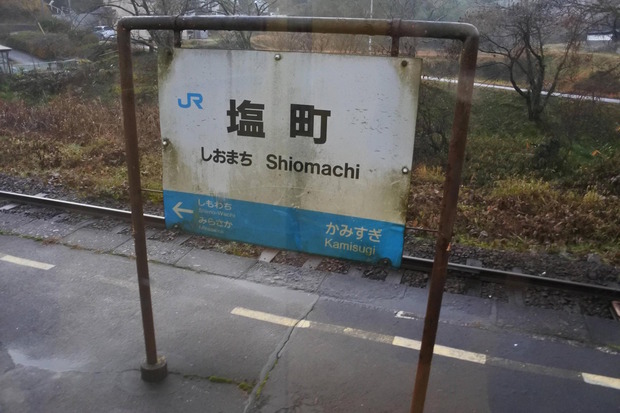 JR
塩町
しおまち Shiomachi
← しもわち
みらさか
かみすぎ
Kamisugi